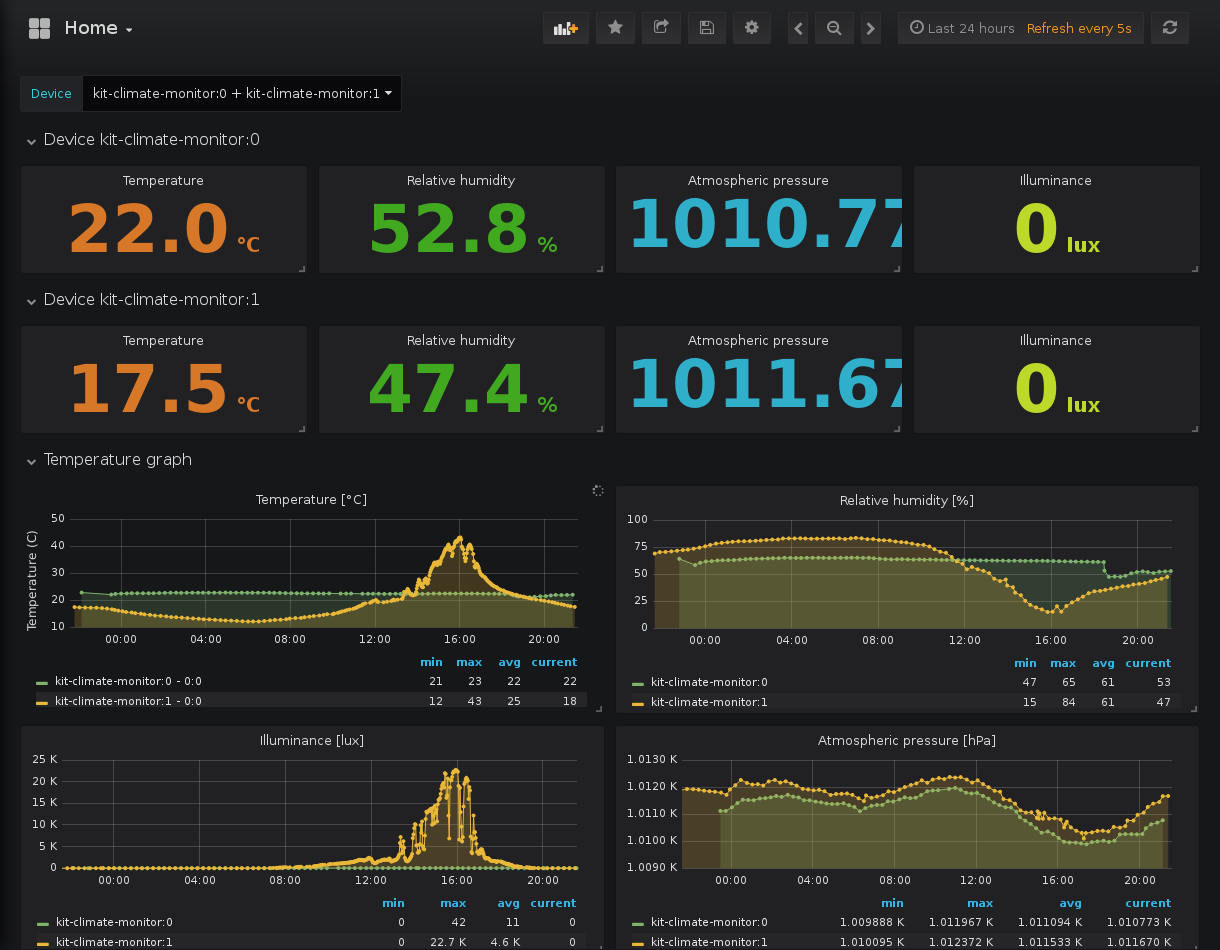 Home
Last 24 hours Refresh every 5s
Device kit-climate-monitor:0 + kit-climate-monitor:1
Device kit-climate-monitor:0
Temperature
22.0 °C
Relative humidity
52.8 %
Atmospheric pressure
1010.77
Illuminance
0 lux
Device kit-climate-monitor:1
Temperature
17.5 °C
Relative humidity
47.4 %
Atmospheric pressure
1011.67
Illuminance
0 lux
Temperature graph
Temperature [°C]
Temperature (C)
50
40
30
20
10
00:00 04:00 08:00 12:00 16:00 20:00
min max avg current
kit-climate-monitor:0 - 0:0 21 23 22 22
kit-climate-monitor:1 - 0:0 12 43 25 18
Relative humidity [%]
100
75
50
25
0
00:00 04:00 08:00 12:00 16:00 20:00
min max avg current
kit-climate-monitor:0 47 65 61 53
kit-climate-monitor:1 15 84 61 47
Illuminance [lux]
25 K
20 K
15 K
10 K
5 K
0
00:00 04:00 08:00 12:00 16:00 20:00
min max avg current
kit-climate-monitor:0 0 42 11 0
kit-climate-monitor:1 0 22.7 K 4.6 K 0
Atmospheric pressure [hPa]
1.0130 K
1.0120 K
1.0110 K
1.0100 K
1.0090 K
00:00 04:00 08:00 12:00 16:00 20:00
min max avg current
kit-climate-monitor:0 1.009888 K 1.011967 K 1.011094 K 1.010773 K
kit-climate-monitor:1 1.010095 K 1.012372 K 1.011533 K 1.011670 K